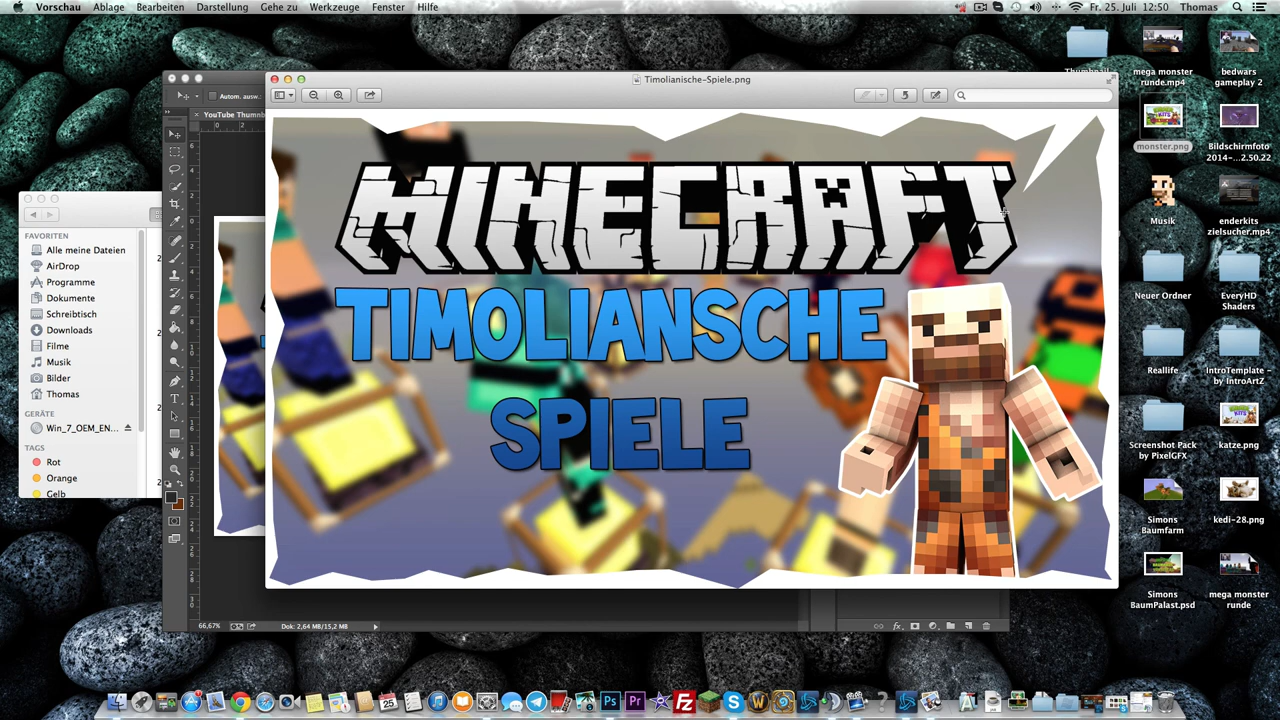 Vorschau Ablage Bearbeiten Darstellung Gehe zu Werkzeuge Fenster Hilfe Fr. 25. Juli 12:50 Thomas
Timolianische-Spiele.png
Autom. ausw.:
YouTube Thumbn
MINECRAFT
TIMOLIANSCHE
SPIELE
FAVORITEN
Alle meine Dateien
AirDrop
Programme
Dokumente
Schreibtisch
Downloads
Filme
Musik
Bilder
Thomas
GERÄTE
Win_7_OEM_EN...
TAGS
Rot
Orange
Gelb
66,67% Dok: 2,64 MB/15,2 MB
Thumbnail
mega monster
runde.mp4
bedwars
gameplay 2
monster.png
Bildschirmfoto
2014-...2.50.22
Musik
enderkits
zielsucher.mp4
Neuer Ordner
EveryHD
Shaders
Reallife
IntroTemplate -
by IntroArtZ
Screenshot Pack
by PixelGFX
katze.png
Simons
Baumfarm
kedi-28.png
Simons
BaumPalast.psd
mega monster
runde